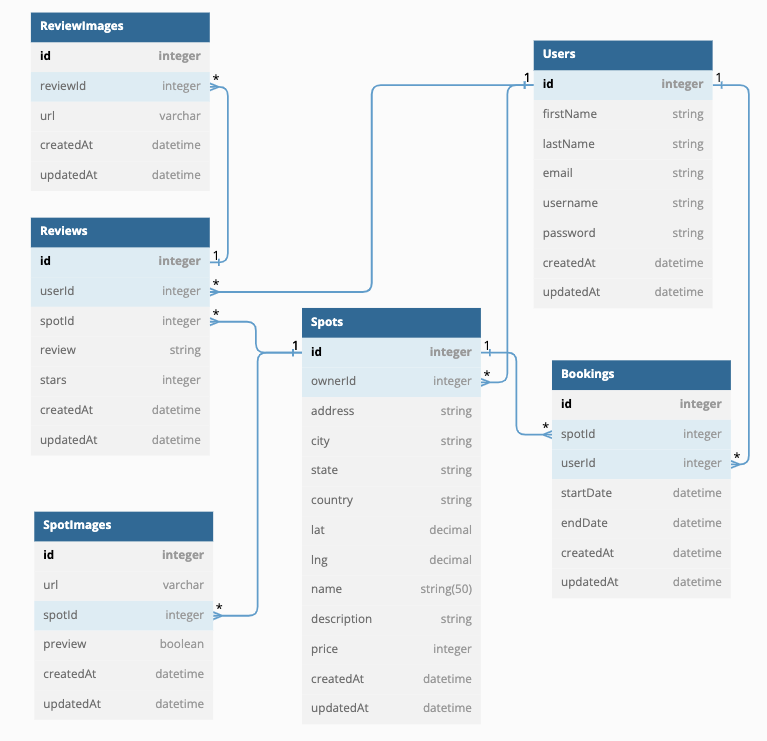 ReviewImages
id integer
reviewId integer *
url varchar
createdAt datetime
updatedAt datetime
Reviews
id integer 1
userId integer *
spotId integer *
review string
stars integer
createdAt datetime
updatedAt datetime
SpotImages
id integer
url varchar
spotId integer *
preview boolean
createdAt datetime
updatedAt datetime
Spots
1 id integer 1
ownerId integer *
address string
city string
state string
country string
lat decimal
lng decimal
name string(50)
description string
price integer
createdAt datetime
updatedAt datetime
Users
1 id integer 1
firstName string
lastName string
email string
username string
password string
createdAt datetime
updatedAt datetime
Bookings
id integer
* spotId integer
userId integer *
startDate datetime
endDate datetime
createdAt datetime
updatedAt datetime